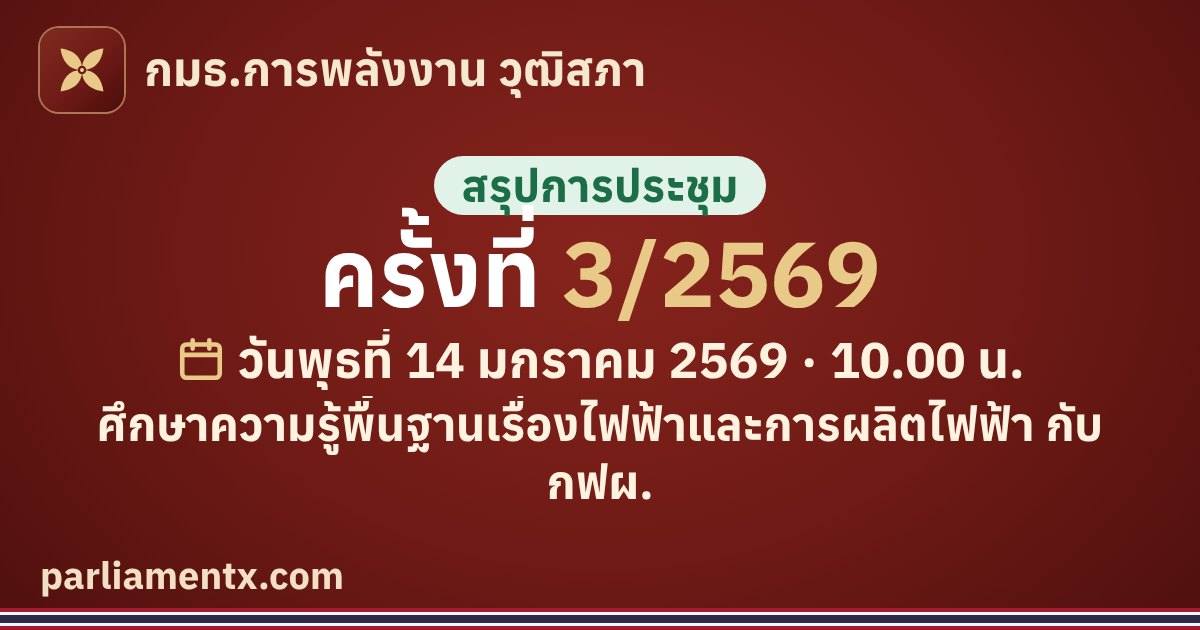 กมธ.การพลังงาน วุฒิสภา
สรุปการประชุม
ครั้งที่ 3/2569
วันพุธที่ 14 มกราคม 2569 · 10.00 น.
ศึกษาความรู้พื้นฐานเรื่องไฟฟ้าและการผลิตไฟฟ้า กับ
กฟผ.
parliamentx.com